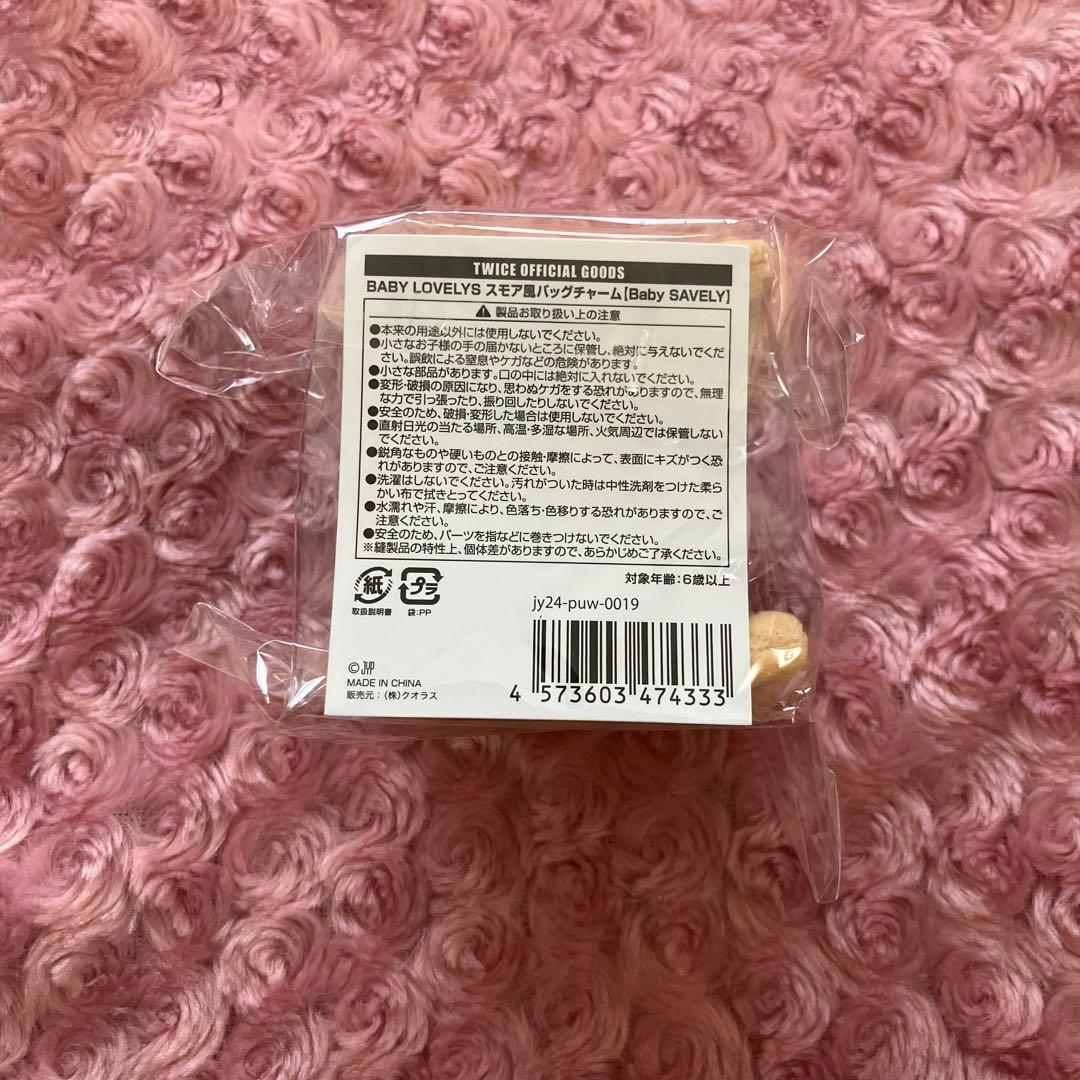 TWICE OFFICIAL GOODS
BABY LOVELYS スモア風バッグチャーム【Baby SAVELY】
⚠ 製品お取り扱い上の注意
●本来の用途以外には使用しないでください。
●小さなお子様の手の届かないところに保管し、絶対に与えないでくだ
さい。誤飲による窒息やケガなどの危険があります。
●小さな部品があります。口の中には絶対に入れないでください。
●変形・破損の原因になり、思わぬケガをする恐れがありますので、無理
な力で引っ張ったり、振り回したりしないでください。
●安全のため、破損・変形した場合は使用しないでください。
●直射日光の当たる場所、高温・多湿な場所、火気周辺では保管しない
でください。
●鋭角なものや硬いものとの接触・摩擦によって、表面にキズがつく恐
れがありますので、ご注意ください。
●洗濯はしないでください。汚れがついた時は中性洗剤をつけた柔ら
かい布で拭きとってください。
●水濡れや汗、摩擦により、色落ち・色移りする恐れがありますので、ご
注意ください。
●安全のため、パーツを指などに巻きつけないでください。
※縫製品の特性上、個体差がありますので、あらかじめご了承ください。
対象年齢:6歳以上
紙 プラ
取扱説明書 袋:PP
jy24-puw-0019
©JYP
MADE IN CHINA
販売元:(株)クオラス
4 573603 474333